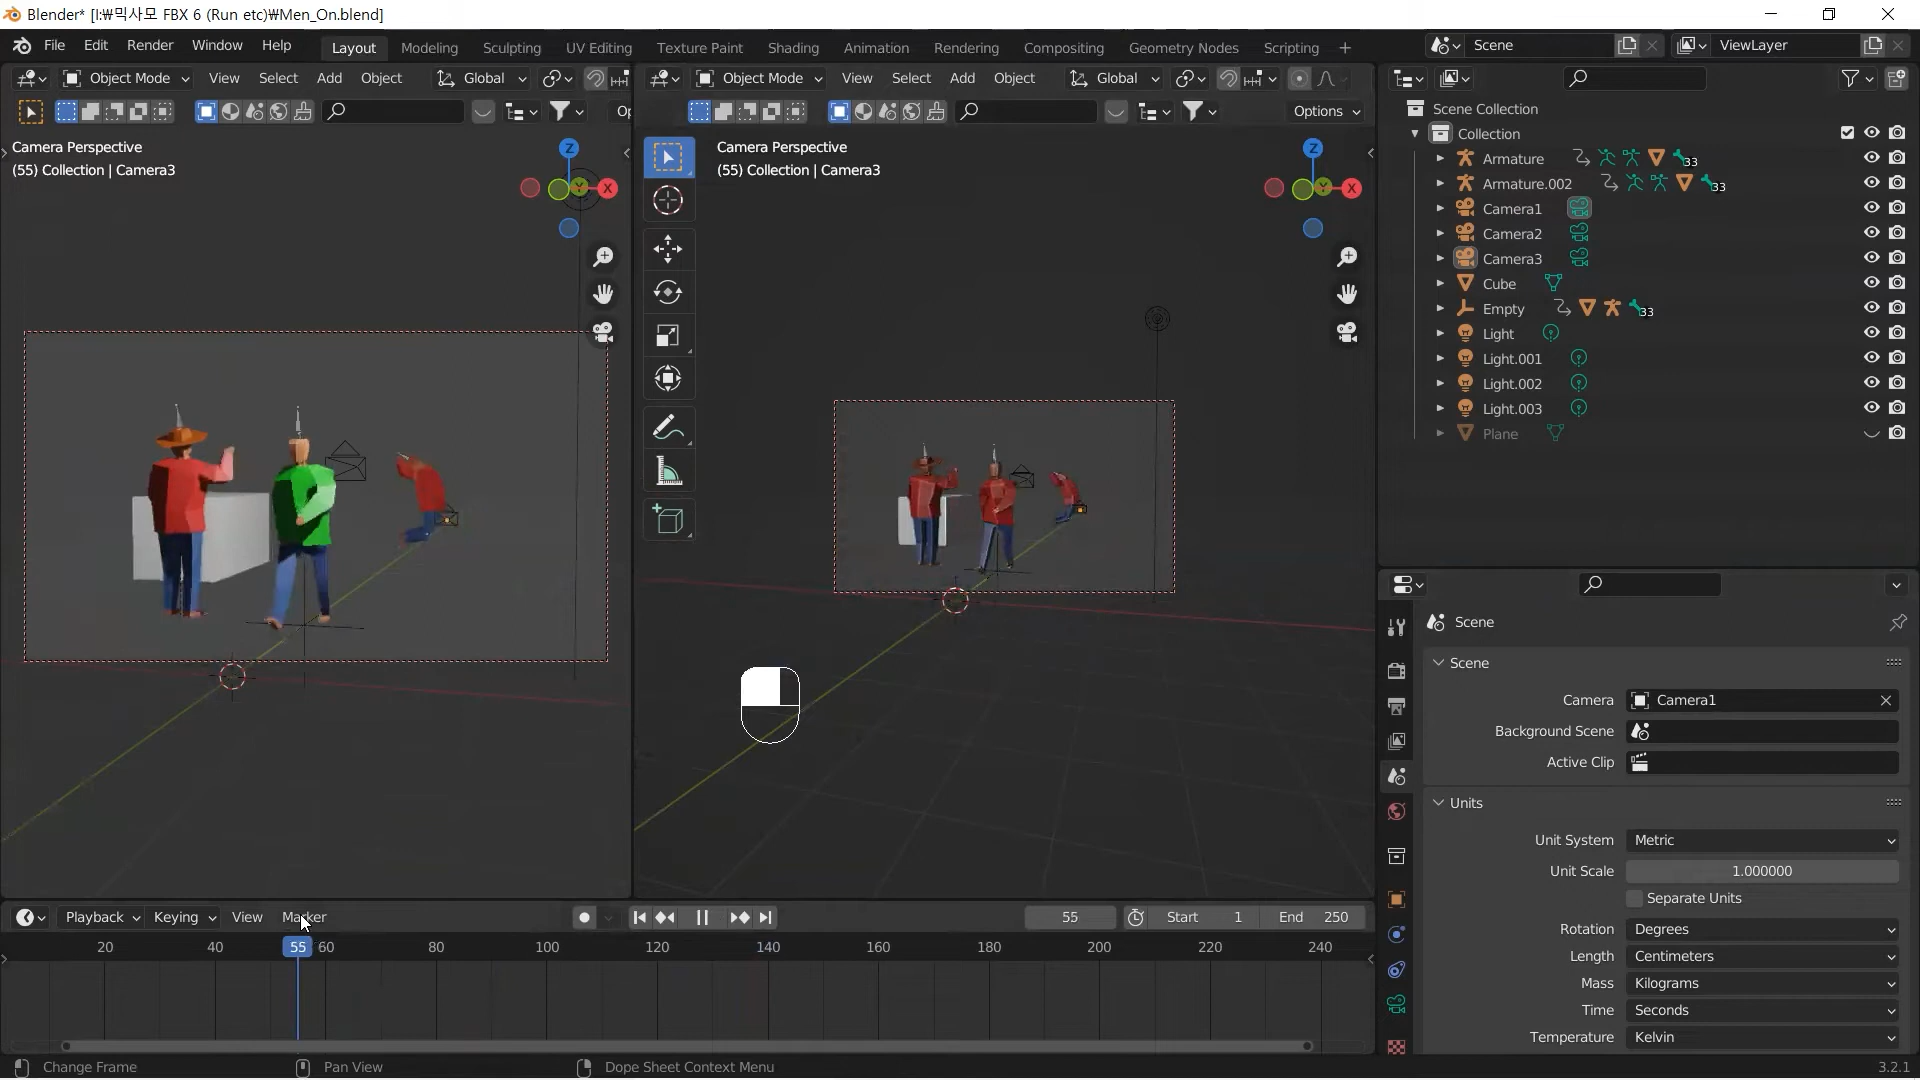 Blender* [I:₩믹사모 FBX 6 (Run etc)₩Men_On.blend]
File Edit Render Window Help Layout Modeling Sculpting UV Editing Texture Paint Shading Animation Rendering Compositing Geometry Nodes Scripting + Scene ViewLayer
Object Mode View Select Add Object Global Object Mode View Select Add Object Global
Op Options
Camera Perspective
(55) Collection | Camera3
Z
Y
X
Camera Perspective
(55) Collection | Camera3
Z
Y
X
Scene Collection
Collection
Armature 33
Armature.002 33
Camera1
Camera2
Camera3
Cube
Empty 33
Light
Light.001
Light.002
Light.003
Plane
Scene
Scene
Camera Camera1
Background Scene
Active Clip
Units
Unit System Metric
Unit Scale 1.000000
Separate Units
Rotation Degrees
Length Centimeters
Mass Kilograms
Time Seconds
Temperature Kelvin
Playback Keying View Marker 55 Start 1 End 250
20 40 55 60 80 100 120 140 160 180 200 220 240
Change Frame Pan View Dope Sheet Context Menu 3.2.1